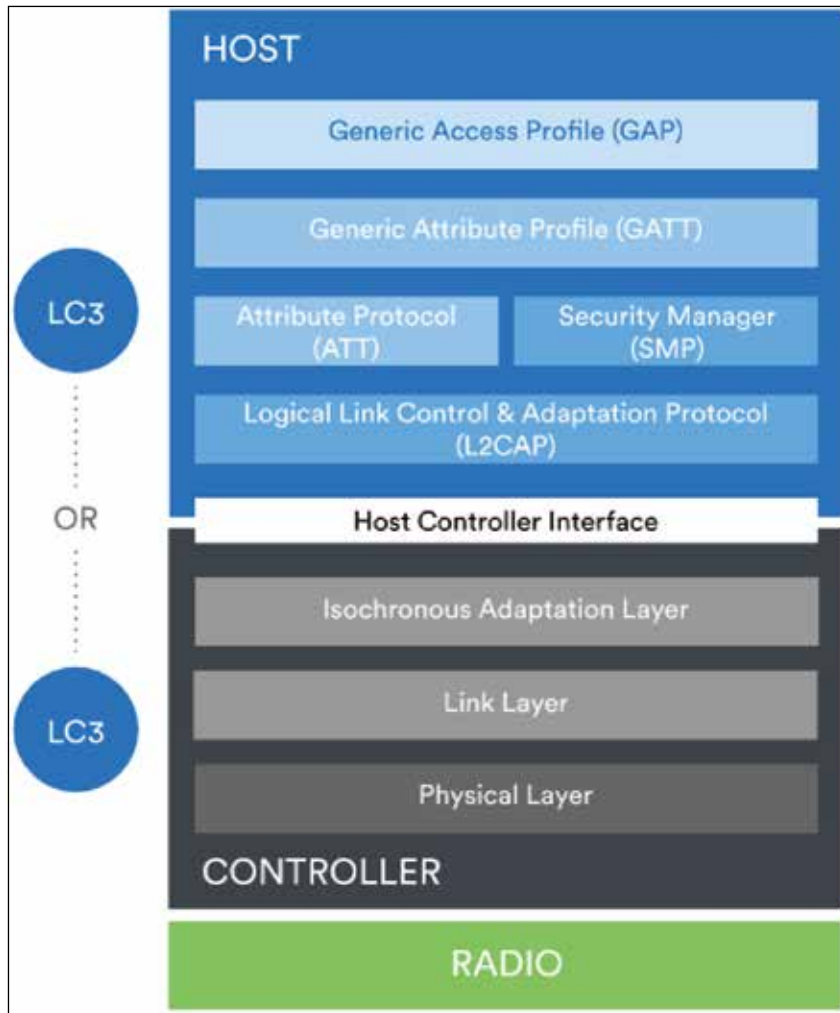 HOST
Generic Access Profile (GAP)
Generic Attribute Profile (GATT)
LC3
Attribute Protocol
(ATT)
Security Manager
(SMP)
Logical Link Control & Adaptation Protocol
(L2CAP)
OR
Host Controller Interface
Isochronous Adaptation Layer
Link Layer
LC3
Physical Layer
CONTROLLER
RADIO